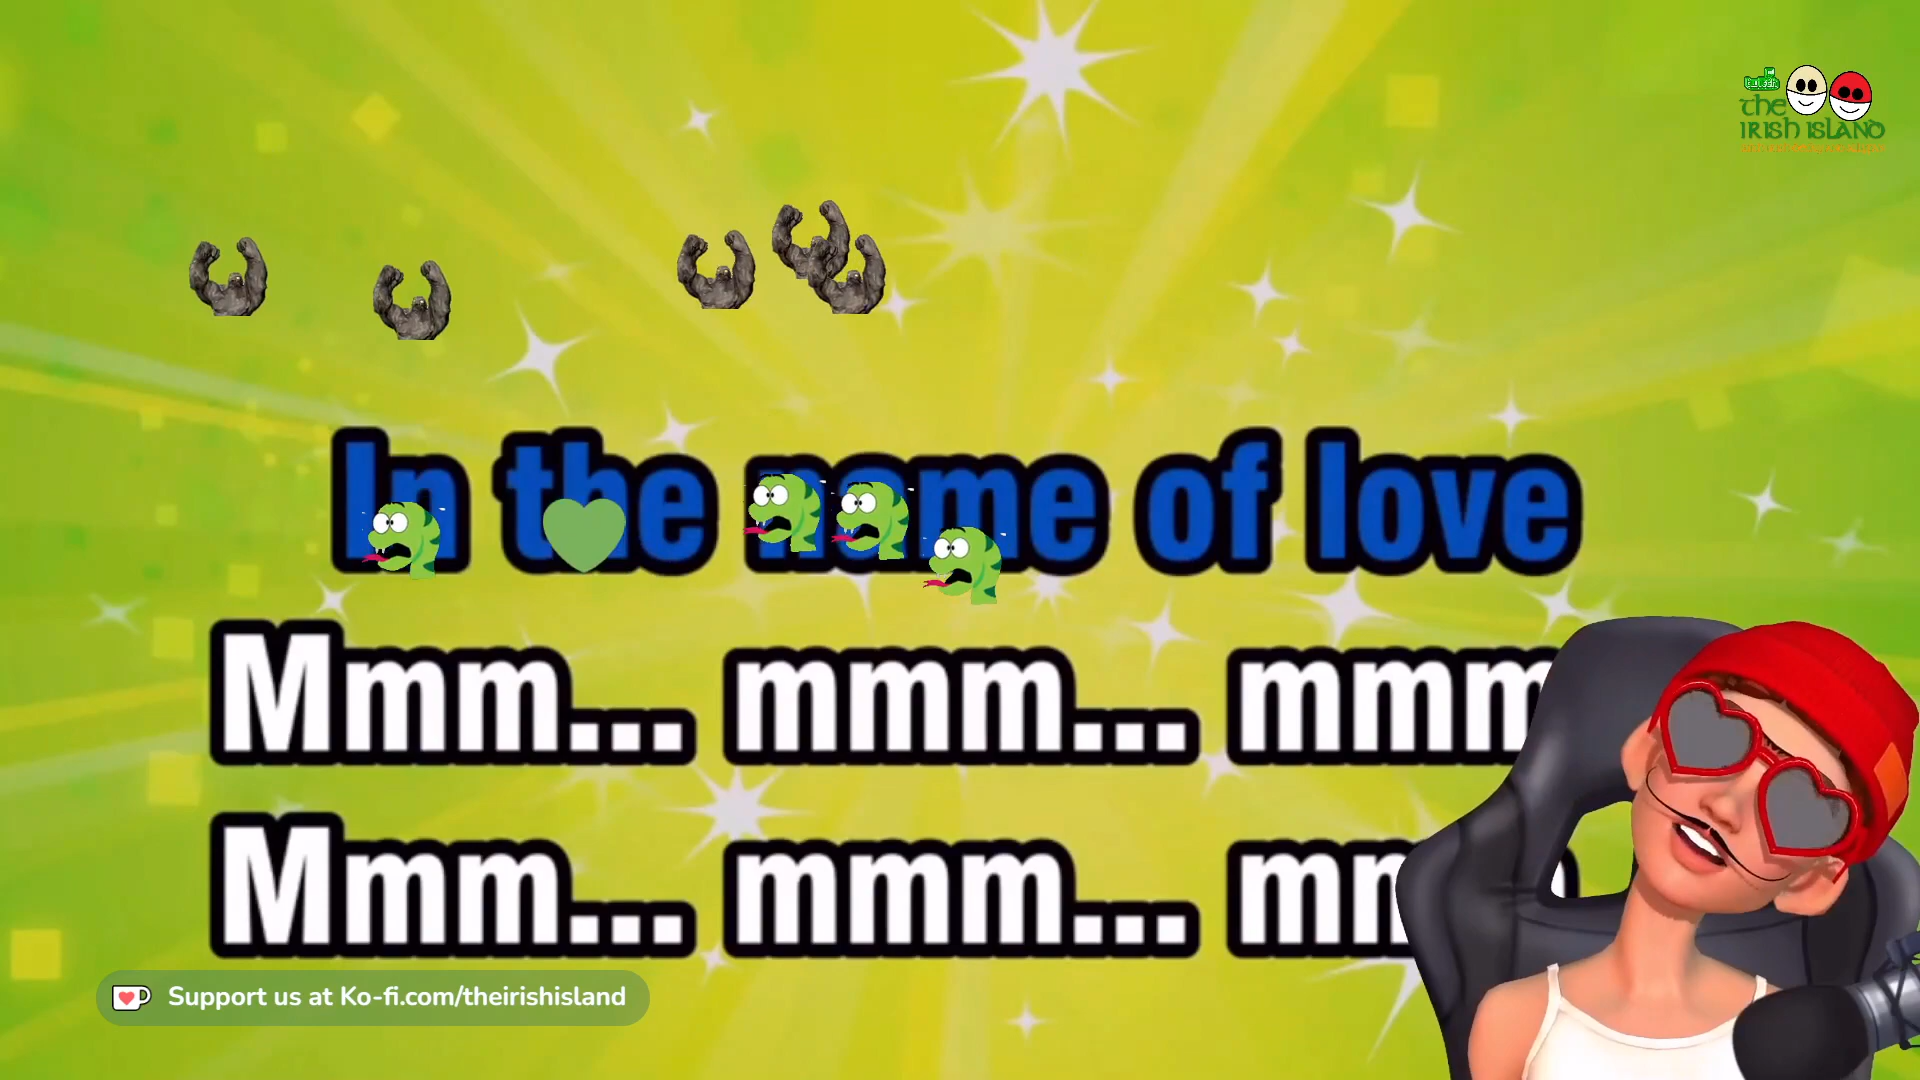 THE
IRISH ISLAND
In the name of love
Mmm... mmm... mmm
Mmm... mmm... mm
Support us at Ko-fi.com/theirishisland